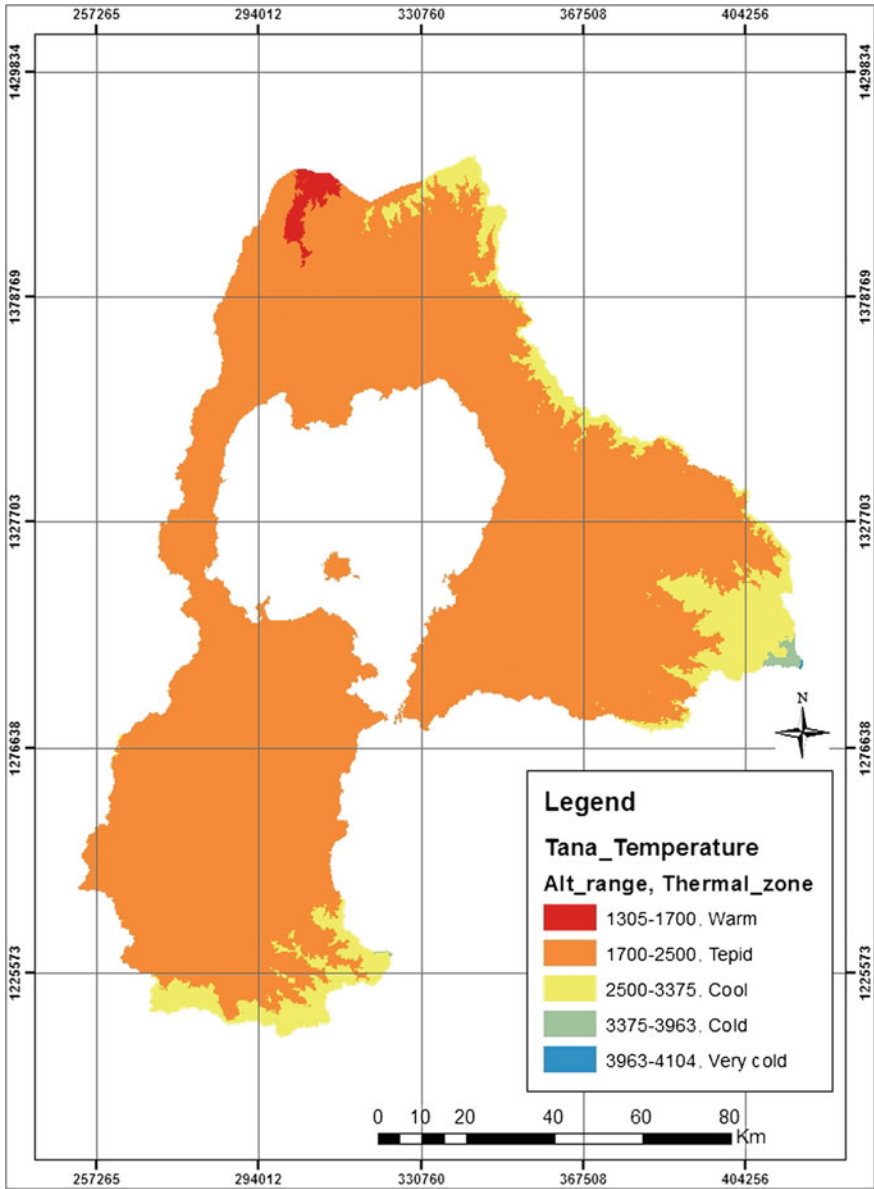 257265 294012 330760 367508 404256
1429834 1429834
1378769 1378769
1327703 1327703
N
1276638 1276638
Legend
Tana_Temperature
Alt_range, Thermal_zone
1305-1700, Warm
1700-2500, Tepid
2500-3375, Cool
3375-3963, Cold
3963-4104, Very cold
1225573 1225573
0 10 20 40 60 80
Km
257265 294012 330760 367508 404256